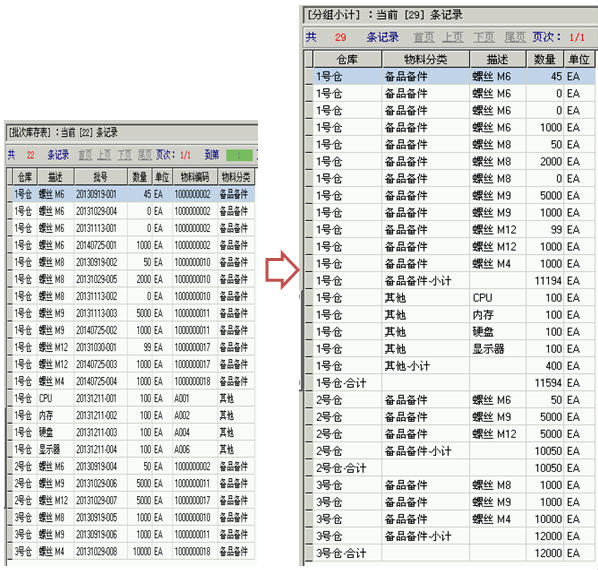 [批次库存表]：当前 [22] 条记录
共 22 条记录 首页 上页 下页 尾页 页次：1/1 到第
仓库 描述 批号 数量 单位 物料编码 物料分类
1号仓 螺丝 M6 20130919-001 45 EA 1000000002 备品备件
1号仓 螺丝 M6 20131029-004 0 EA 1000000002 备品备件
1号仓 螺丝 M6 20131113-001 0 EA 1000000002 备品备件
1号仓 螺丝 M6 20140725-001 1000 EA 1000000002 备品备件
1号仓 螺丝 M8 20130919-002 50 EA 1000000010 备品备件
1号仓 螺丝 M8 20131029-005 2000 EA 1000000010 备品备件
1号仓 螺丝 M8 20131113-002 0 EA 1000000010 备品备件
1号仓 螺丝 M9 20131113-003 5000 EA 1000000011 备品备件
1号仓 螺丝 M9 20140725-002 1000 EA 1000000011 备品备件
1号仓 螺丝 M12 20131030-001 99 EA 1000000017 备品备件
1号仓 螺丝 M12 20140725-003 1000 EA 1000000017 备品备件
1号仓 螺丝 M4 20140725-004 1000 EA 1000000018 备品备件
1号仓 CPU 20131211-001 100 EA A001 其他
1号仓 内存 20131211-002 100 EA A002 其他
1号仓 硬盘 20131211-003 100 EA A004 其他
1号仓 显示器 20131211-004 100 EA A006 其他
2号仓 螺丝 M6 20130919-004 50 EA 1000000002 备品备件
2号仓 螺丝 M9 20131029-006 5000 EA 1000000011 备品备件
2号仓 螺丝 M12 20131029-007 5000 EA 1000000017 备品备件
3号仓 螺丝 M8 20130919-005 1000 EA 1000000010 备品备件
3号仓 螺丝 M9 20130919-006 1000 EA 1000000011 备品备件
3号仓 螺丝 M4 20131029-008 10000 EA 1000000018 备品备件
[分组小计]：当前 [29] 条记录
共 29 条记录 首页 上页 下页 尾页 页次：1/1
仓库 物料分类 描述 数量 单位
1号仓 备品备件 螺丝 M6 45 EA
1号仓 备品备件 螺丝 M6 0 EA
1号仓 备品备件 螺丝 M6 0 EA
1号仓 备品备件 螺丝 M6 1000 EA
1号仓 备品备件 螺丝 M8 50 EA
1号仓 备品备件 螺丝 M8 2000 EA
1号仓 备品备件 螺丝 M8 0 EA
1号仓 备品备件 螺丝 M9 5000 EA
1号仓 备品备件 螺丝 M9 1000 EA
1号仓 备品备件 螺丝 M12 99 EA
1号仓 备品备件 螺丝 M12 1000 EA
1号仓 备品备件 螺丝 M4 1000 EA
1号仓 备品备件-小计 11194 EA
1号仓 其他 CPU 100 EA
1号仓 其他 内存 100 EA
1号仓 其他 硬盘 100 EA
1号仓 其他 显示器 100 EA
1号仓 其他-小计 400 EA
1号仓-合计 11594 EA
2号仓 备品备件 螺丝 M6 50 EA
2号仓 备品备件 螺丝 M9 5000 EA
2号仓 备品备件 螺丝 M12 5000 EA
2号仓 备品备件-小计 10050 EA
2号仓-合计 10050 EA
3号仓 备品备件 螺丝 M8 1000 EA
3号仓 备品备件 螺丝 M9 1000 EA
3号仓 备品备件 螺丝 M4 10000 EA
3号仓 备品备件-小计 12000 EA
3号仓-合计 12000 EA